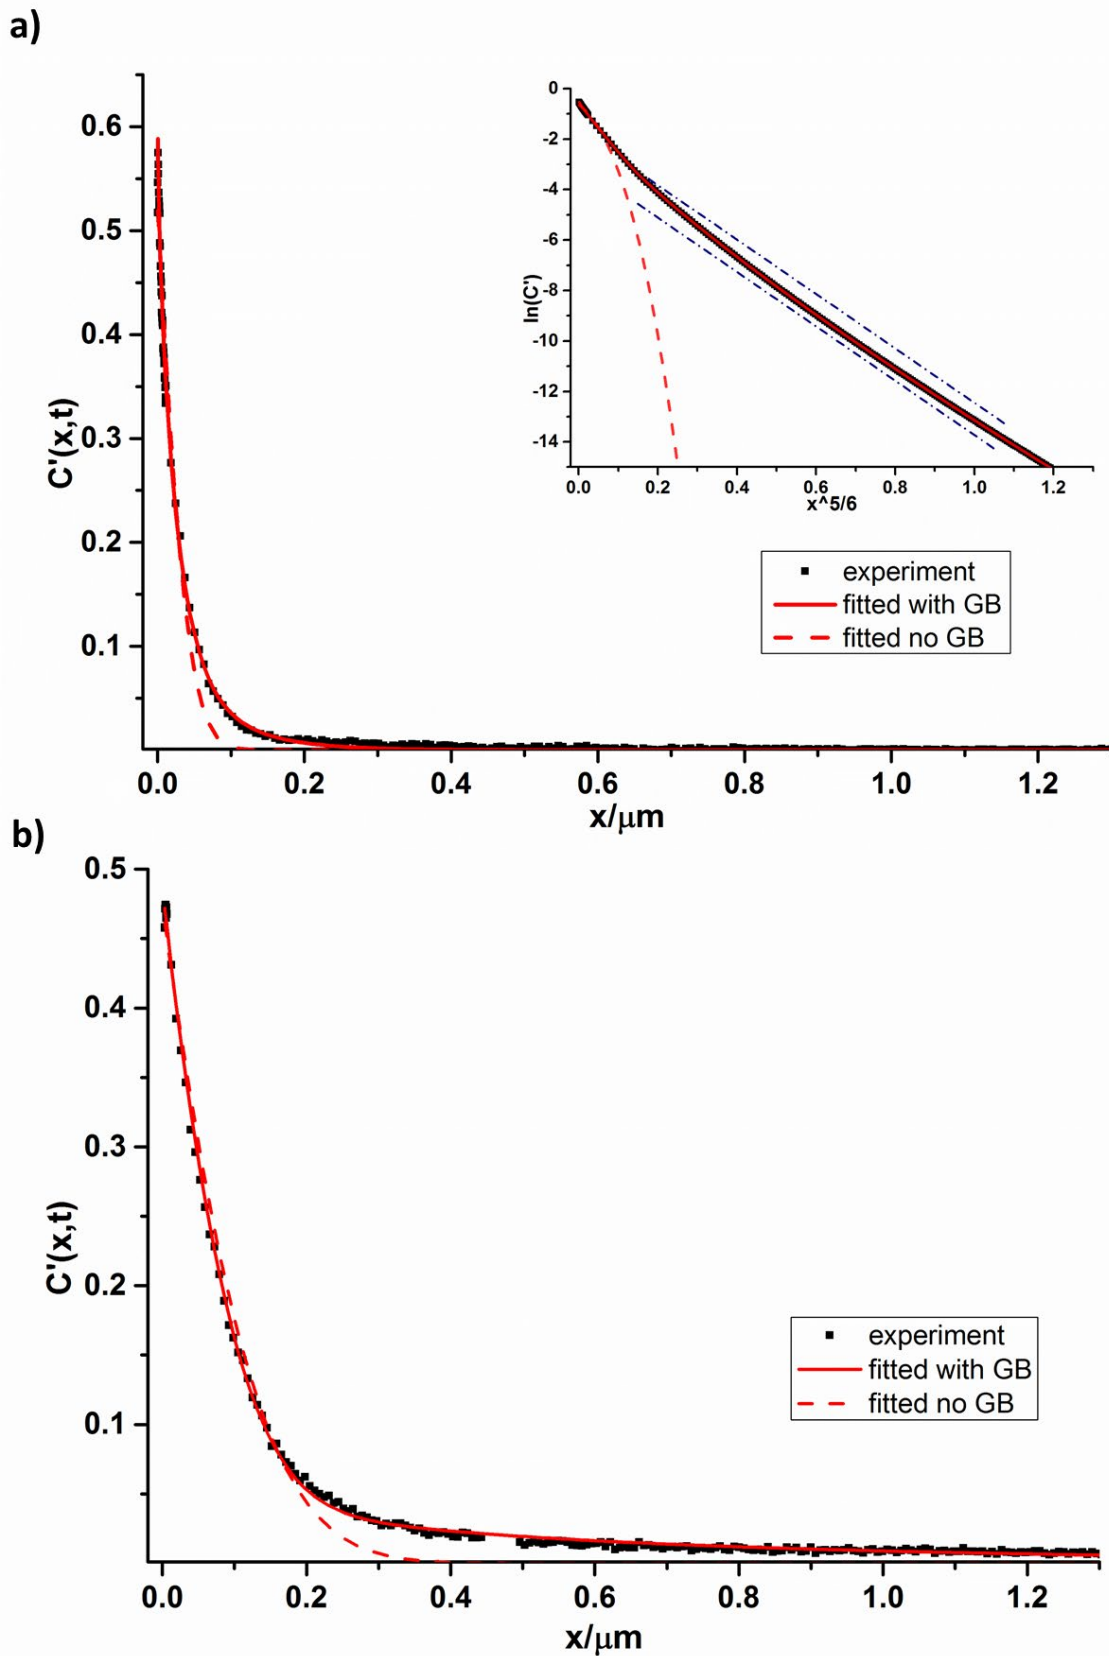 a)
0.6
0.5
0.4
0.3
0.2
0.1
C'(x,t)
0.0 0.2 0.4 0.6 0.8 1.0 1.2
x/μm
0
-2
-4
-6
-8
-10
-12
-14
ln(C')
0.0 0.2 0.4 0.6 0.8 1.0 1.2
x^5/6
experiment
fitted with GB
fitted no GB
b)
0.5
0.4
0.3
0.2
0.1
C'(x,t)
0.0 0.2 0.4 0.6 0.8 1.0 1.2
x/μm
experiment
fitted with GB
fitted no GB